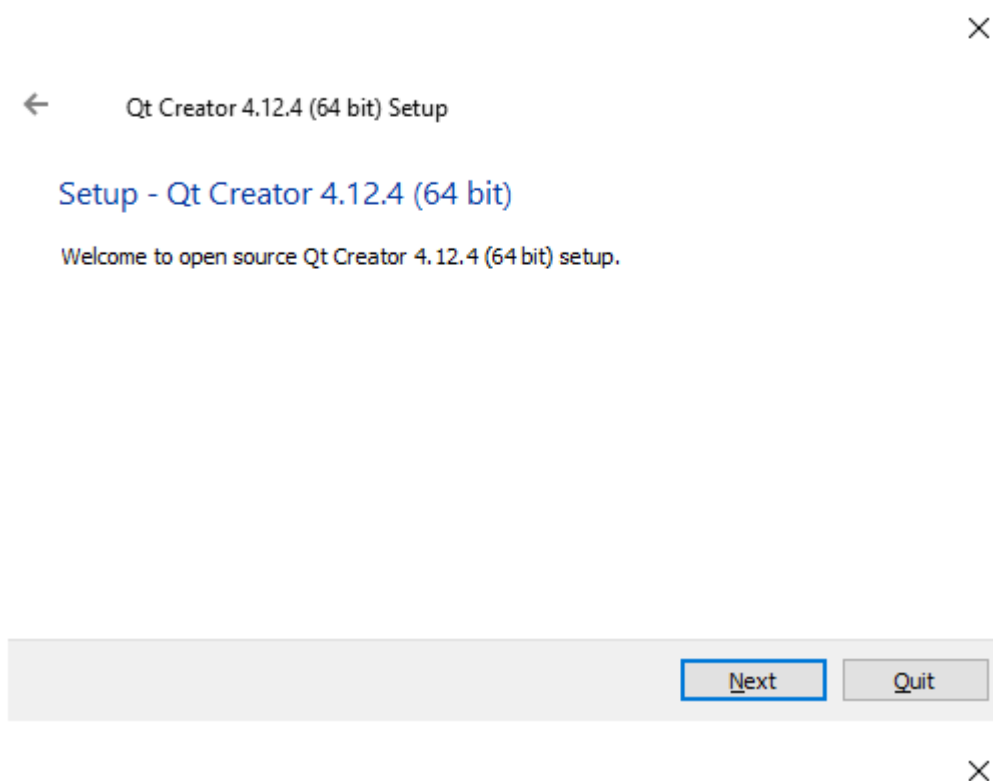 Qt Creator 4.12.4 (64 bit) Setup
Setup - Qt Creator 4.12.4 (64 bit)
Welcome to open source Qt Creator 4.12.4 (64 bit) setup.
Next Quit